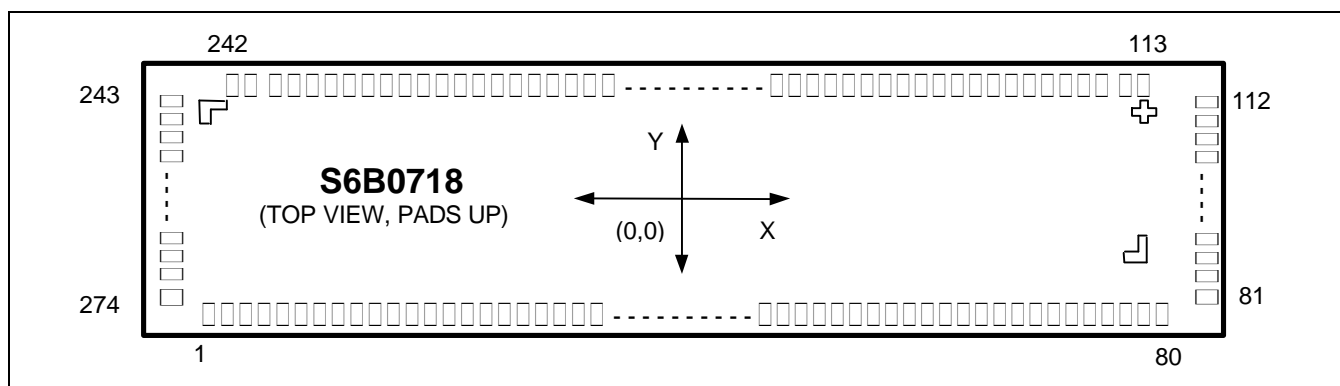 242
113
243
112
Y
S6B0718
(TOP VIEW, PADS UP)
(0,0)
X
274
81
1
80